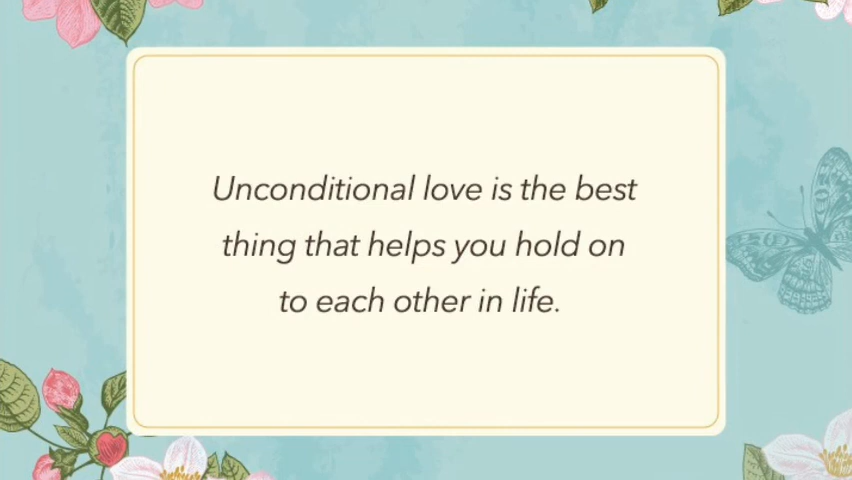 Unconditional love is the best
thing that helps you hold on
to each other in life.